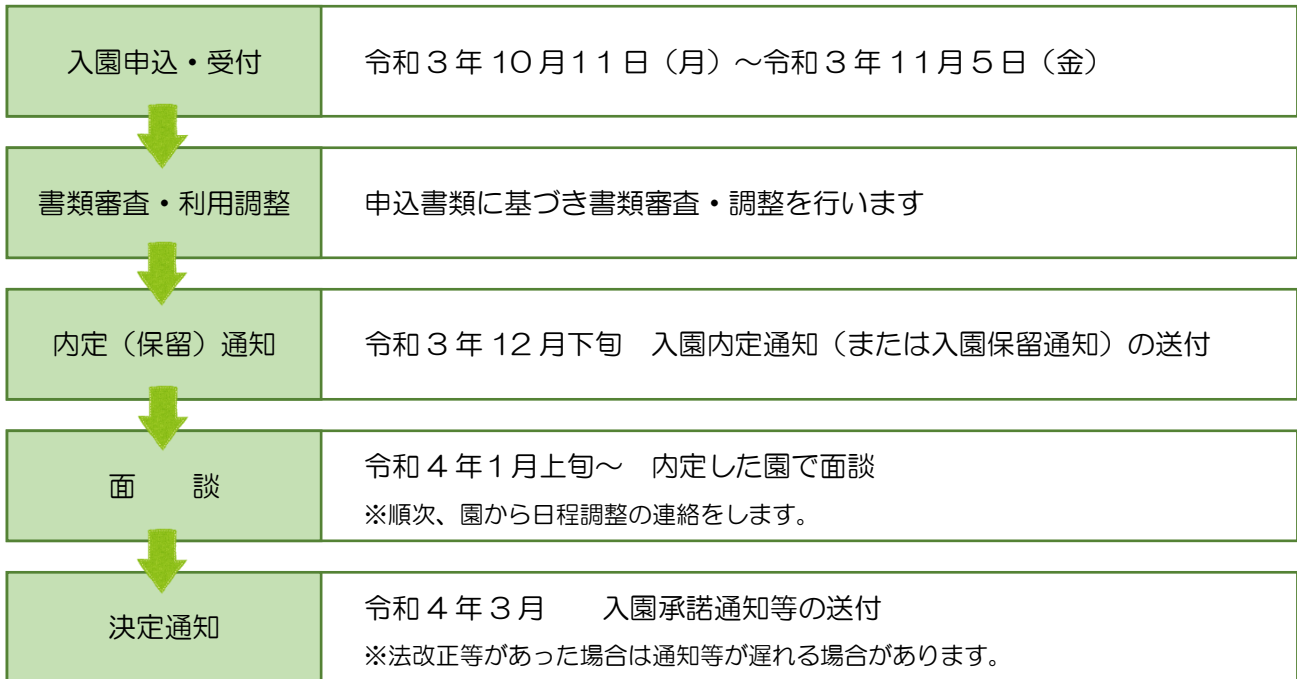 入園申込・受付
令和3年10月11日（月）～令和3年11月5日（金）
書類審査・利用調整
申込書類に基づき書類審査・調整を行います
内定（保留）通知
令和3年12月下旬　入園内定通知（または入園保留通知）の送付
面　　談
令和4年1月上旬～　内定した園で面談
※順次、園から日程調整の連絡をします。
決定通知
令和4年3月　　入園承諾通知等の送付
※法改正等があった場合は通知等が遅れる場合があります。